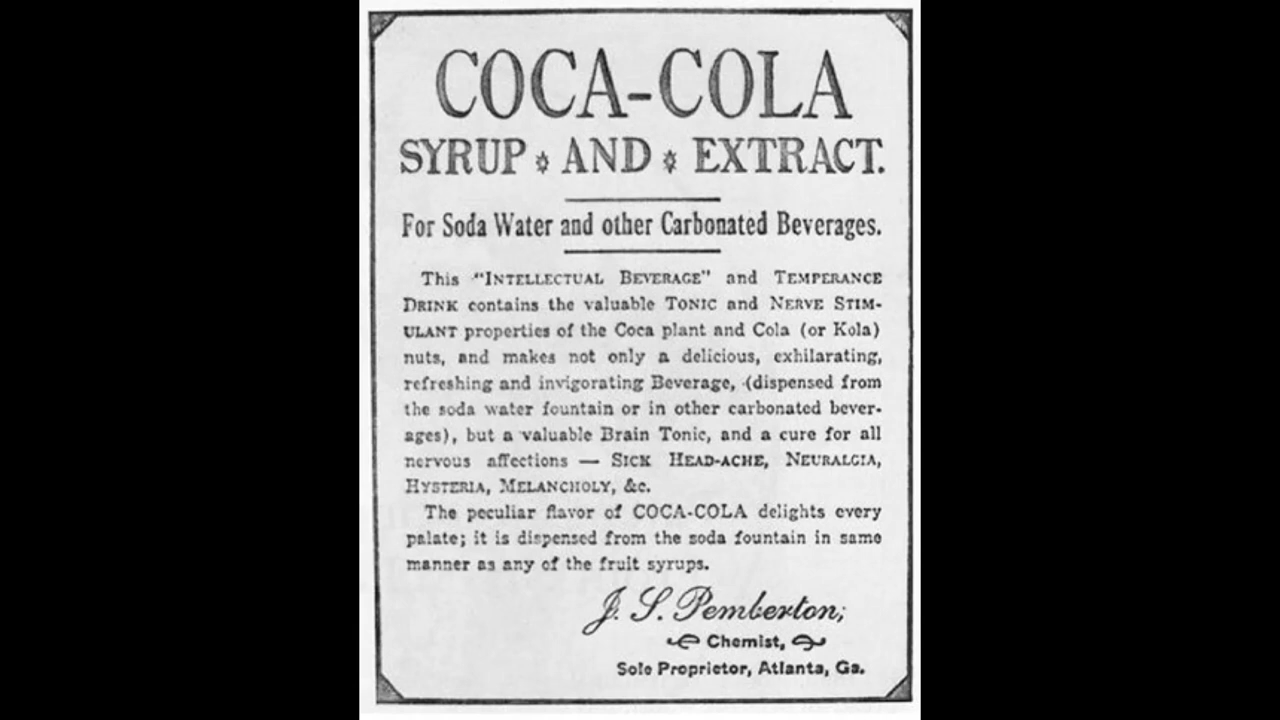 COCA-COLA
SYRUP * AND * EXTRACT.
For Soda Water and other Carbonated Beverages.
This "INTELLECTUAL BEVERAGE" and TEMPERANCE
DRINK contains the valuable TONIC and NERVE STIM-
ULANT properties of the Coca plant and Cola (or Kola)
nuts, and makes not only a delicious, exhilarating,
refreshing and invigorating Beverage, (dispensed from
the soda water fountain or in other carbonated bever-
ages), but a valuable Brain Tonic, and a cure for all
nervous affections — SICK HEAD-ACHE, NEURALGIA,
HYSTERIA, MELANCHOLY, &c.
The peculiar flavor of COCA-COLA delights every
palate; it is dispensed from the soda fountain in same
manner as any of the fruit syrups.
J. S. Pemberton,
Chemist,
Sole Proprietor, Atlanta, Ga.